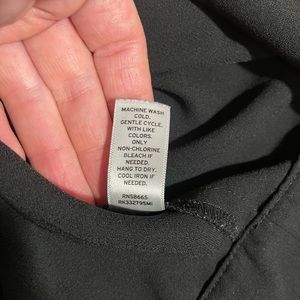 MACHINE WASH
COLD.
GENTLE CYCLE.
WITH LIKE
COLORS.
ONLY
NON-CHLORINE
BLEACH IF
NEEDED.
HANG TO DRY.
COOL IRON IF
NEEDED.
RN58665